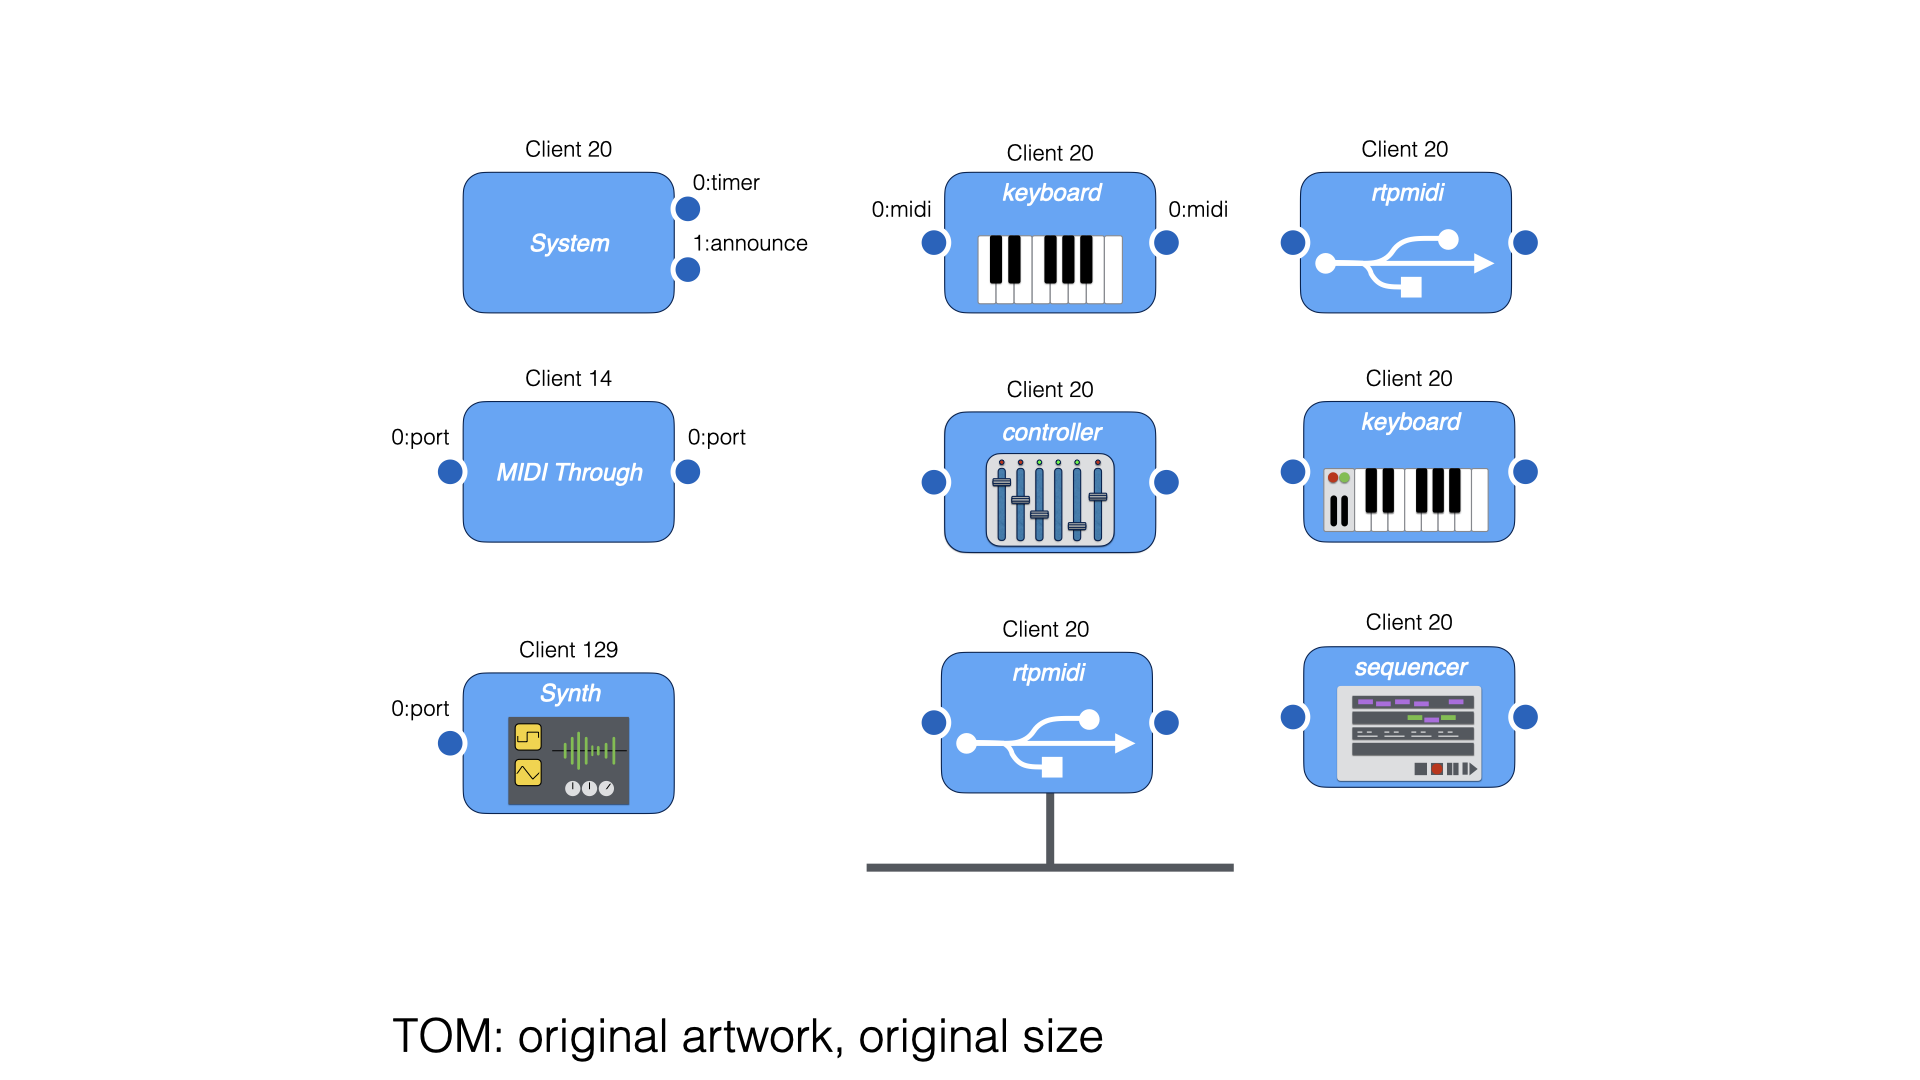 Client 20
0:timer
System
1:announce
Client 20
keyboard
0:midi
0:midi
Client 20
rtpmidi
Client 14
0:port
0:port
MIDI Through
Client 20
controller
Client 20
keyboard
Client 129
Synth
0:port
Client 20
rtpmidi
Client 20
sequencer
TOM: original artwork, original size